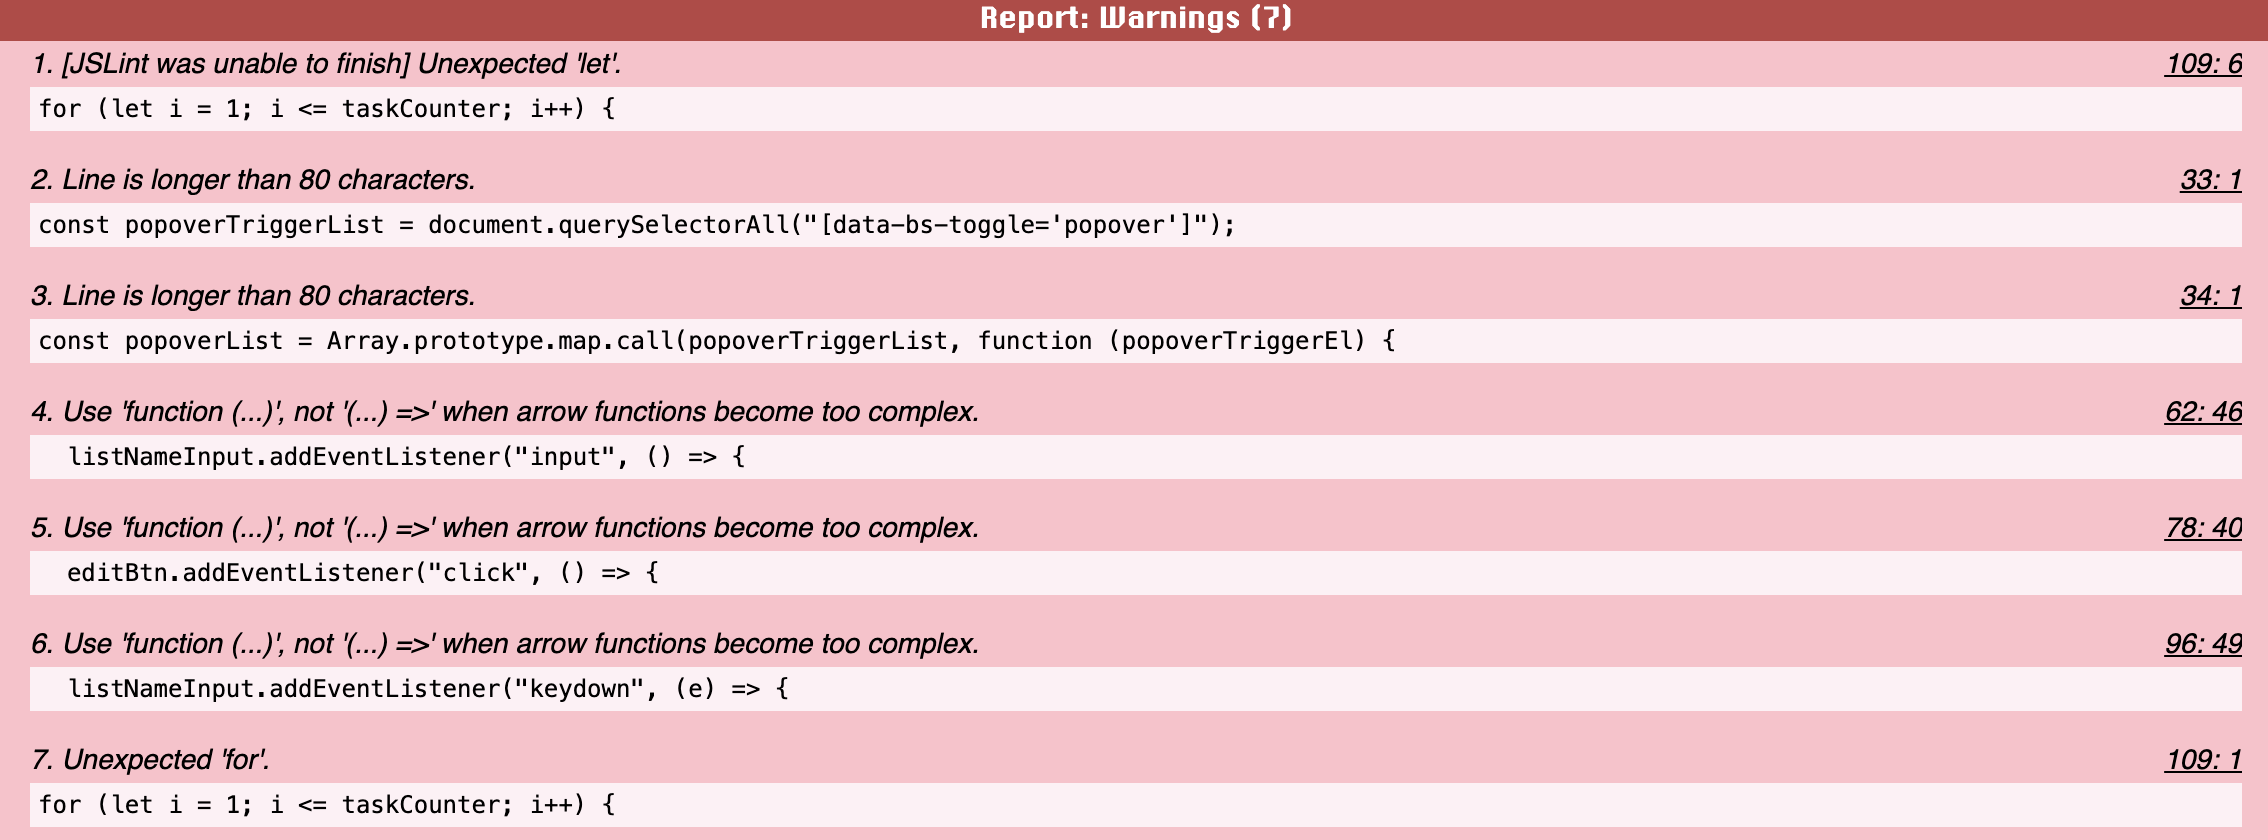 Report: Warnings (7)
1. [JSLint was unable to finish] Unexpected 'let'. 109: 6
for (let i = 1; i <= taskCounter; i++) {
2. Line is longer than 80 characters. 33: 1
const popoverTriggerList = document.querySelectorAll("[data-bs-toggle='popover']");
3. Line is longer than 80 characters. 34: 1
const popoverList = Array.prototype.map.call(popoverTriggerList, function (popoverTriggerEl) {
4. Use 'function (...)', not '(...) =>' when arrow functions become too complex. 62: 46
listNameInput.addEventListener("input", () => {
5. Use 'function (...)', not '(...) =>' when arrow functions become too complex. 78: 40
editBtn.addEventListener("click", () => {
6. Use 'function (...)', not '(...) =>' when arrow functions become too complex. 96: 49
listNameInput.addEventListener("keydown", (e) => {
7. Unexpected 'for'. 109: 1
for (let i = 1; i <= taskCounter; i++) {